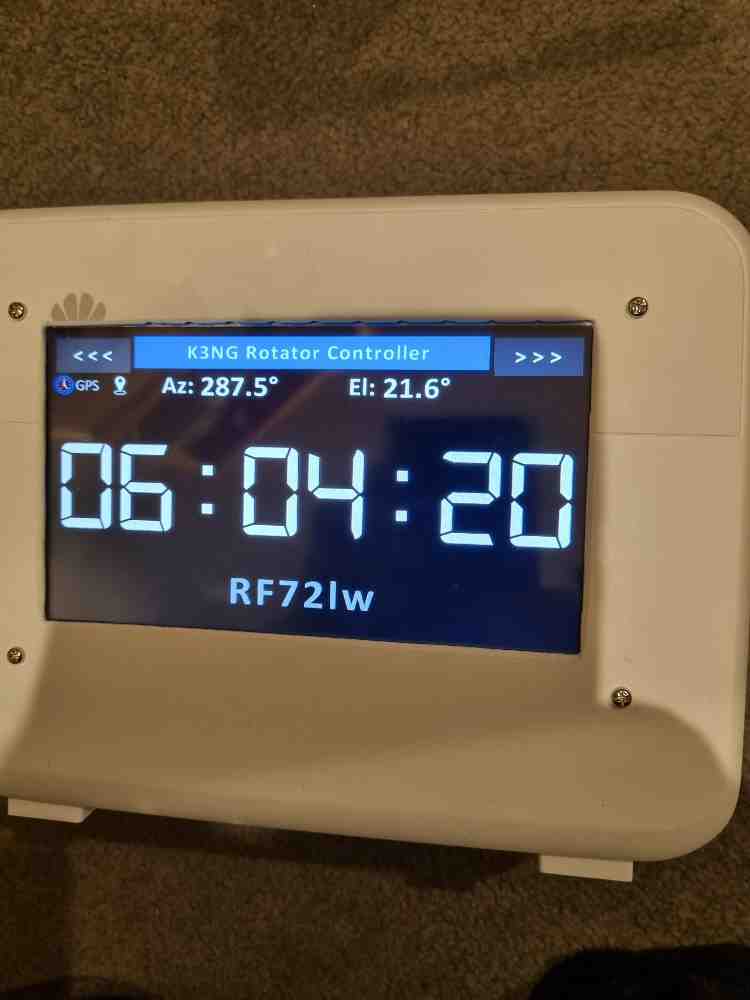 <<< K3NG Rotator Controller >>>
GPS Az: 287.5° El: 21.6°
06:04:20
RF72lw